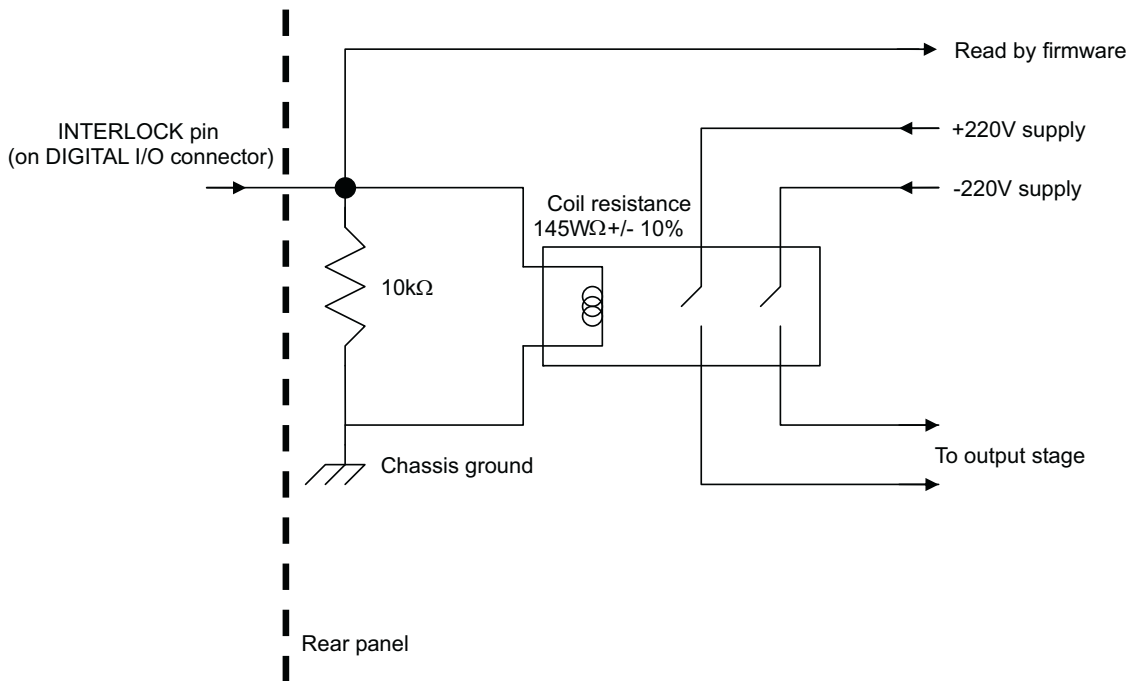 Read by firmware
+220V supply
INTERLOCK pin
(on DIGITAL I/O connector)
-220V supply
Coil resistance
145WΩ+/- 10%
10kΩ
To output stage
Chassis ground
Rear panel